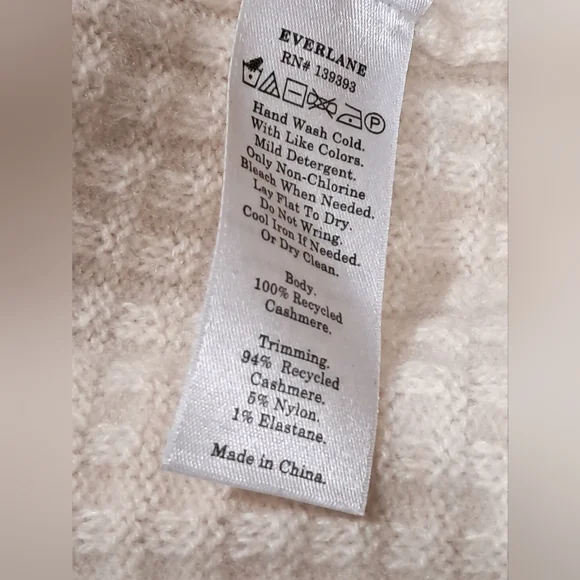 EVERLANE
RN# 139393
Hand Wash Cold.
With Like Colors.
Mild Detergent.
Only Non-Chlorine
Bleach When Needed.
Lay Flat To Dry.
Do Not Wring.
Cool Iron If Needed.
Or Dry Clean.
Body.
100% Recycled
Cashmere.
Trimming.
94% Recycled
Cashmere.
5% Nylon.
1% Elastane.
Made in China.